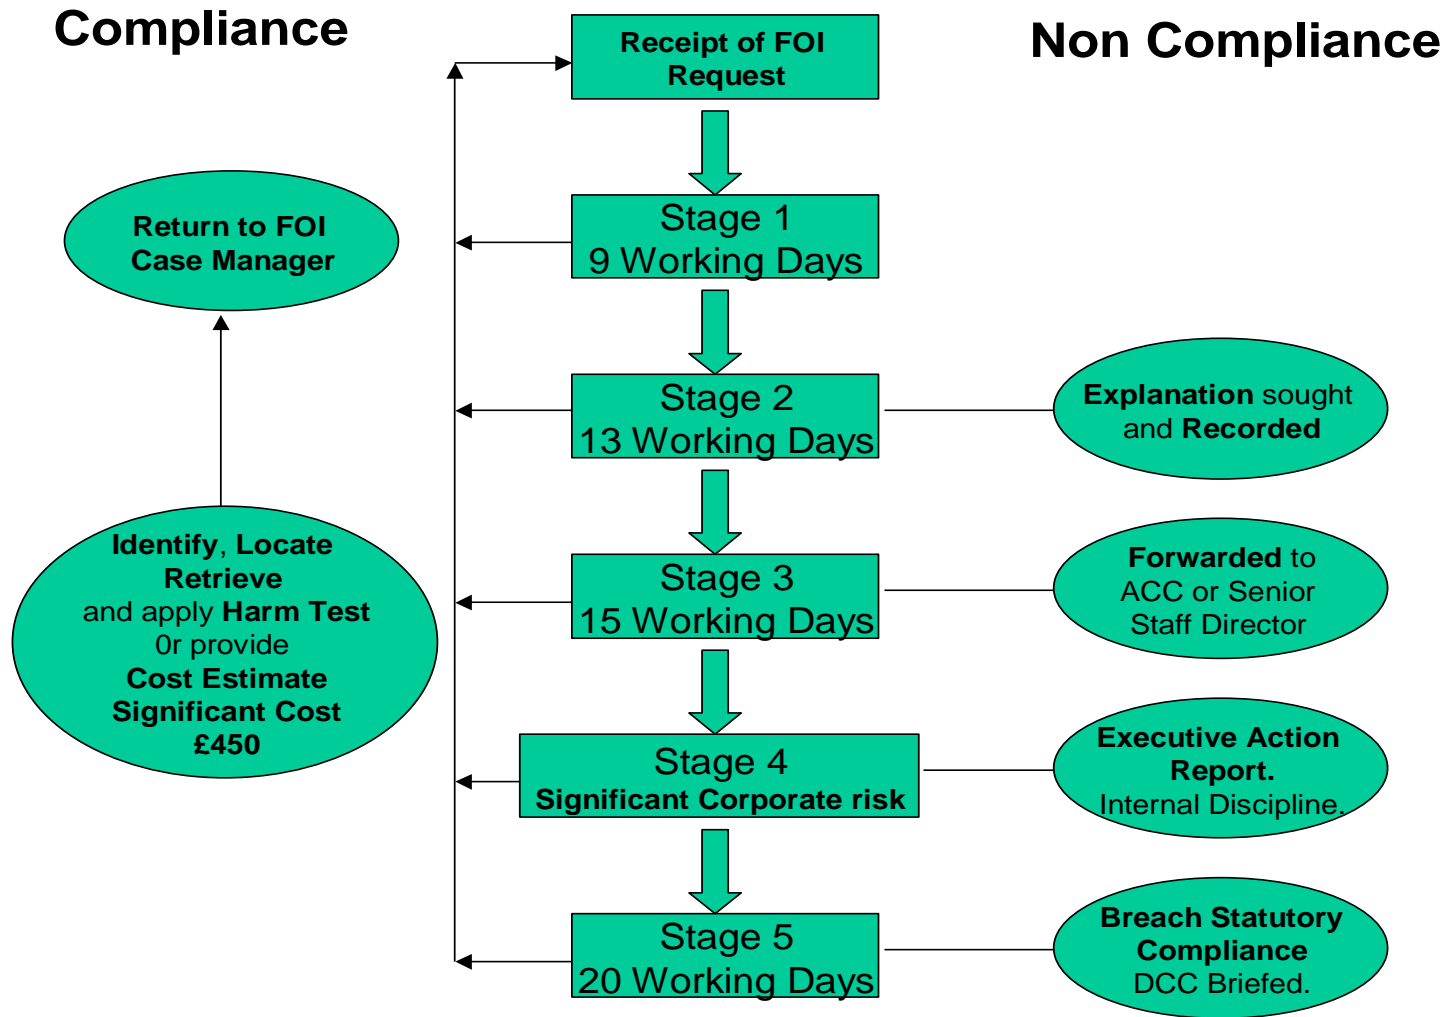 Compliance
Receipt of FOI
Request
Non Compliance
Return to FOI
Case Manager
Stage 1
9 Working Days
Stage 2
13 Working Days
Explanation sought
and Recorded
Identify, Locate
Retrieve
and apply Harm Test
0r provide
Cost Estimate
Significant Cost
£450
Stage 3
15 Working Days
Forwarded to
ACC or Senior
Staff Director
Stage 4
Significant Corporate risk
Executive Action
Report.
Internal Discipline.
Stage 5
20 Working Days
Breach Statutory
Compliance
DCC Briefed.